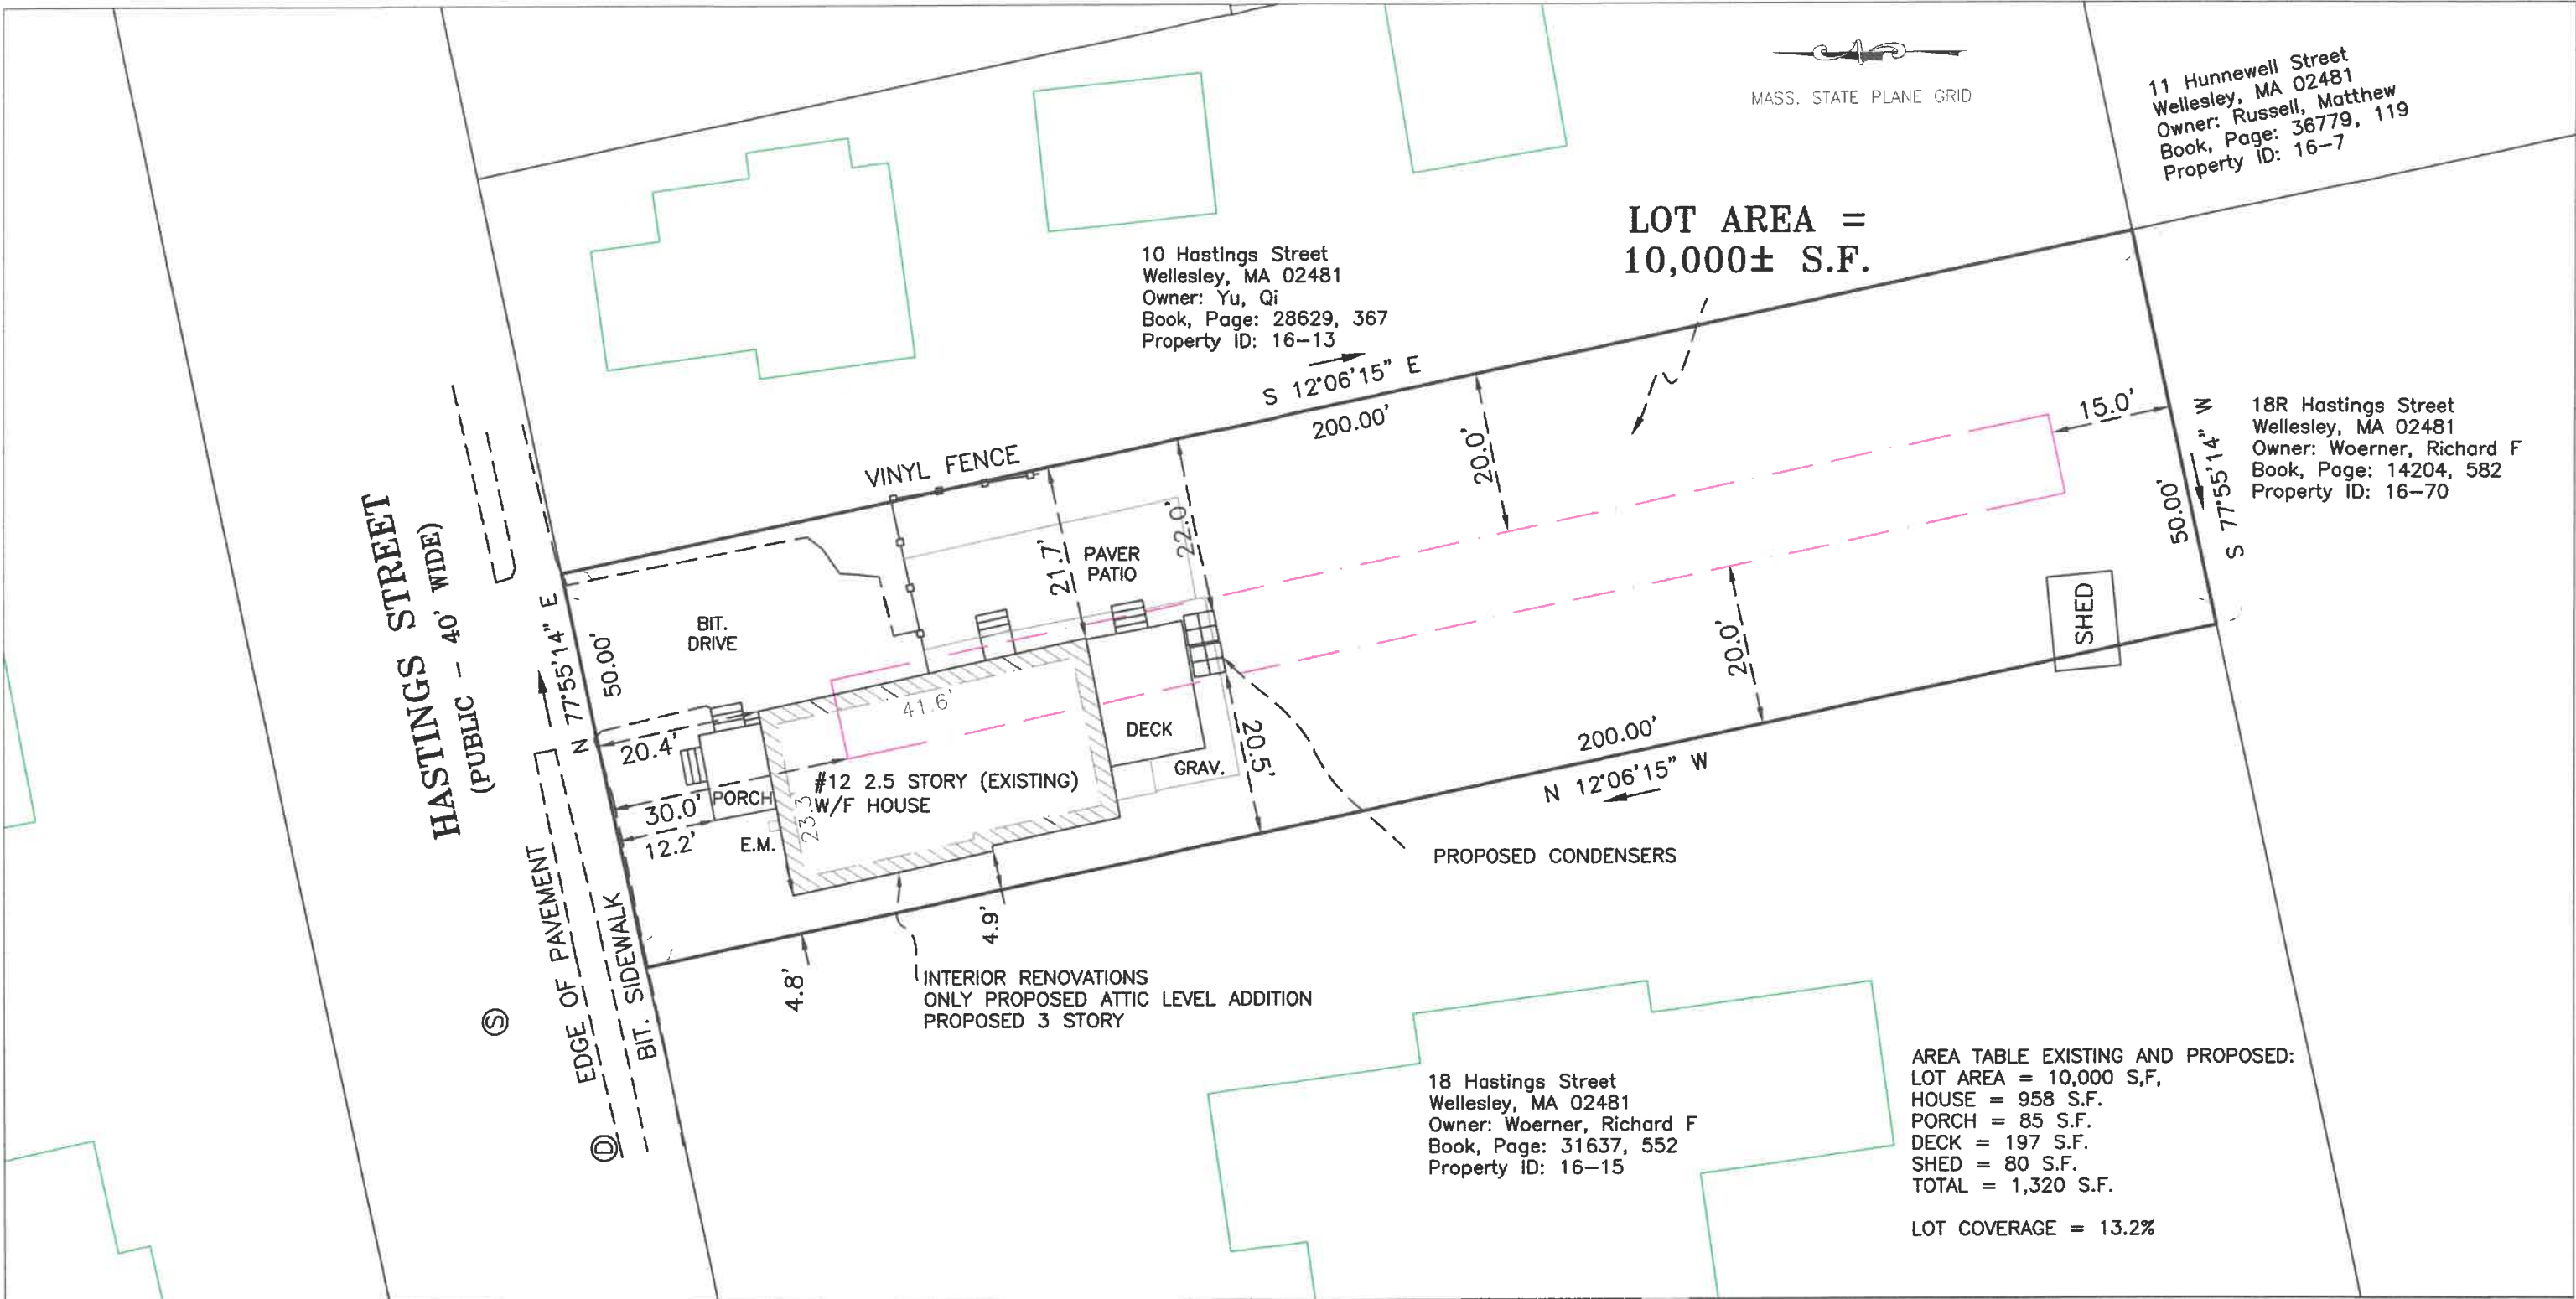 MASS. STATE PLANE GRID
11 Hunnewell Street
Wellesley, MA 02481
Owner: Russell, Matthew
Book, Page: 36779, 119
Property ID: 16-7
LOT AREA =
10,000± S.F.
10 Hastings Street
Wellesley, MA 02481
Owner: Yu, Qi
Book, Page: 28629, 367
Property ID: 16-13
S 12°06'15" E
200.00'
VINYL FENCE
20.0'
15.0'
18R Hastings Street
Wellesley, MA 02481
Owner: Woerner, Richard F
Book, Page: 14204, 582
Property ID: 16-70
50.00'
S 77°55'14" W
HASTINGS STREET
(PUBLIC - 40' WIDE)
N 77°55'14" E
50.00'
BIT.
DRIVE
21.7'
PAVER
PATIO
22.0'
20.0'
SHED
41.6'
20.4'
DECK
GRAV.
20.5'
200.00'
N 12°06'15" W
#12 2.5 STORY (EXISTING)
W/F HOUSE
23.3'
30.0'
PORCH
12.2'
E.M.
PROPOSED CONDENSERS
4.9'
4.8'
EDGE OF PAVEMENT
BIT. SIDEWALK
INTERIOR RENOVATIONS
ONLY PROPOSED ATTIC LEVEL ADDITION
PROPOSED 3 STORY
S
D
18 Hastings Street
Wellesley, MA 02481
Owner: Woerner, Richard F
Book, Page: 31637, 552
Property ID: 16-15
AREA TABLE EXISTING AND PROPOSED:
LOT AREA = 10,000 S,F,
HOUSE = 958 S.F.
PORCH = 85 S.F.
DECK = 197 S.F.
SHED = 80 S.F.
TOTAL = 1,320 S.F.
LOT COVERAGE = 13.2%